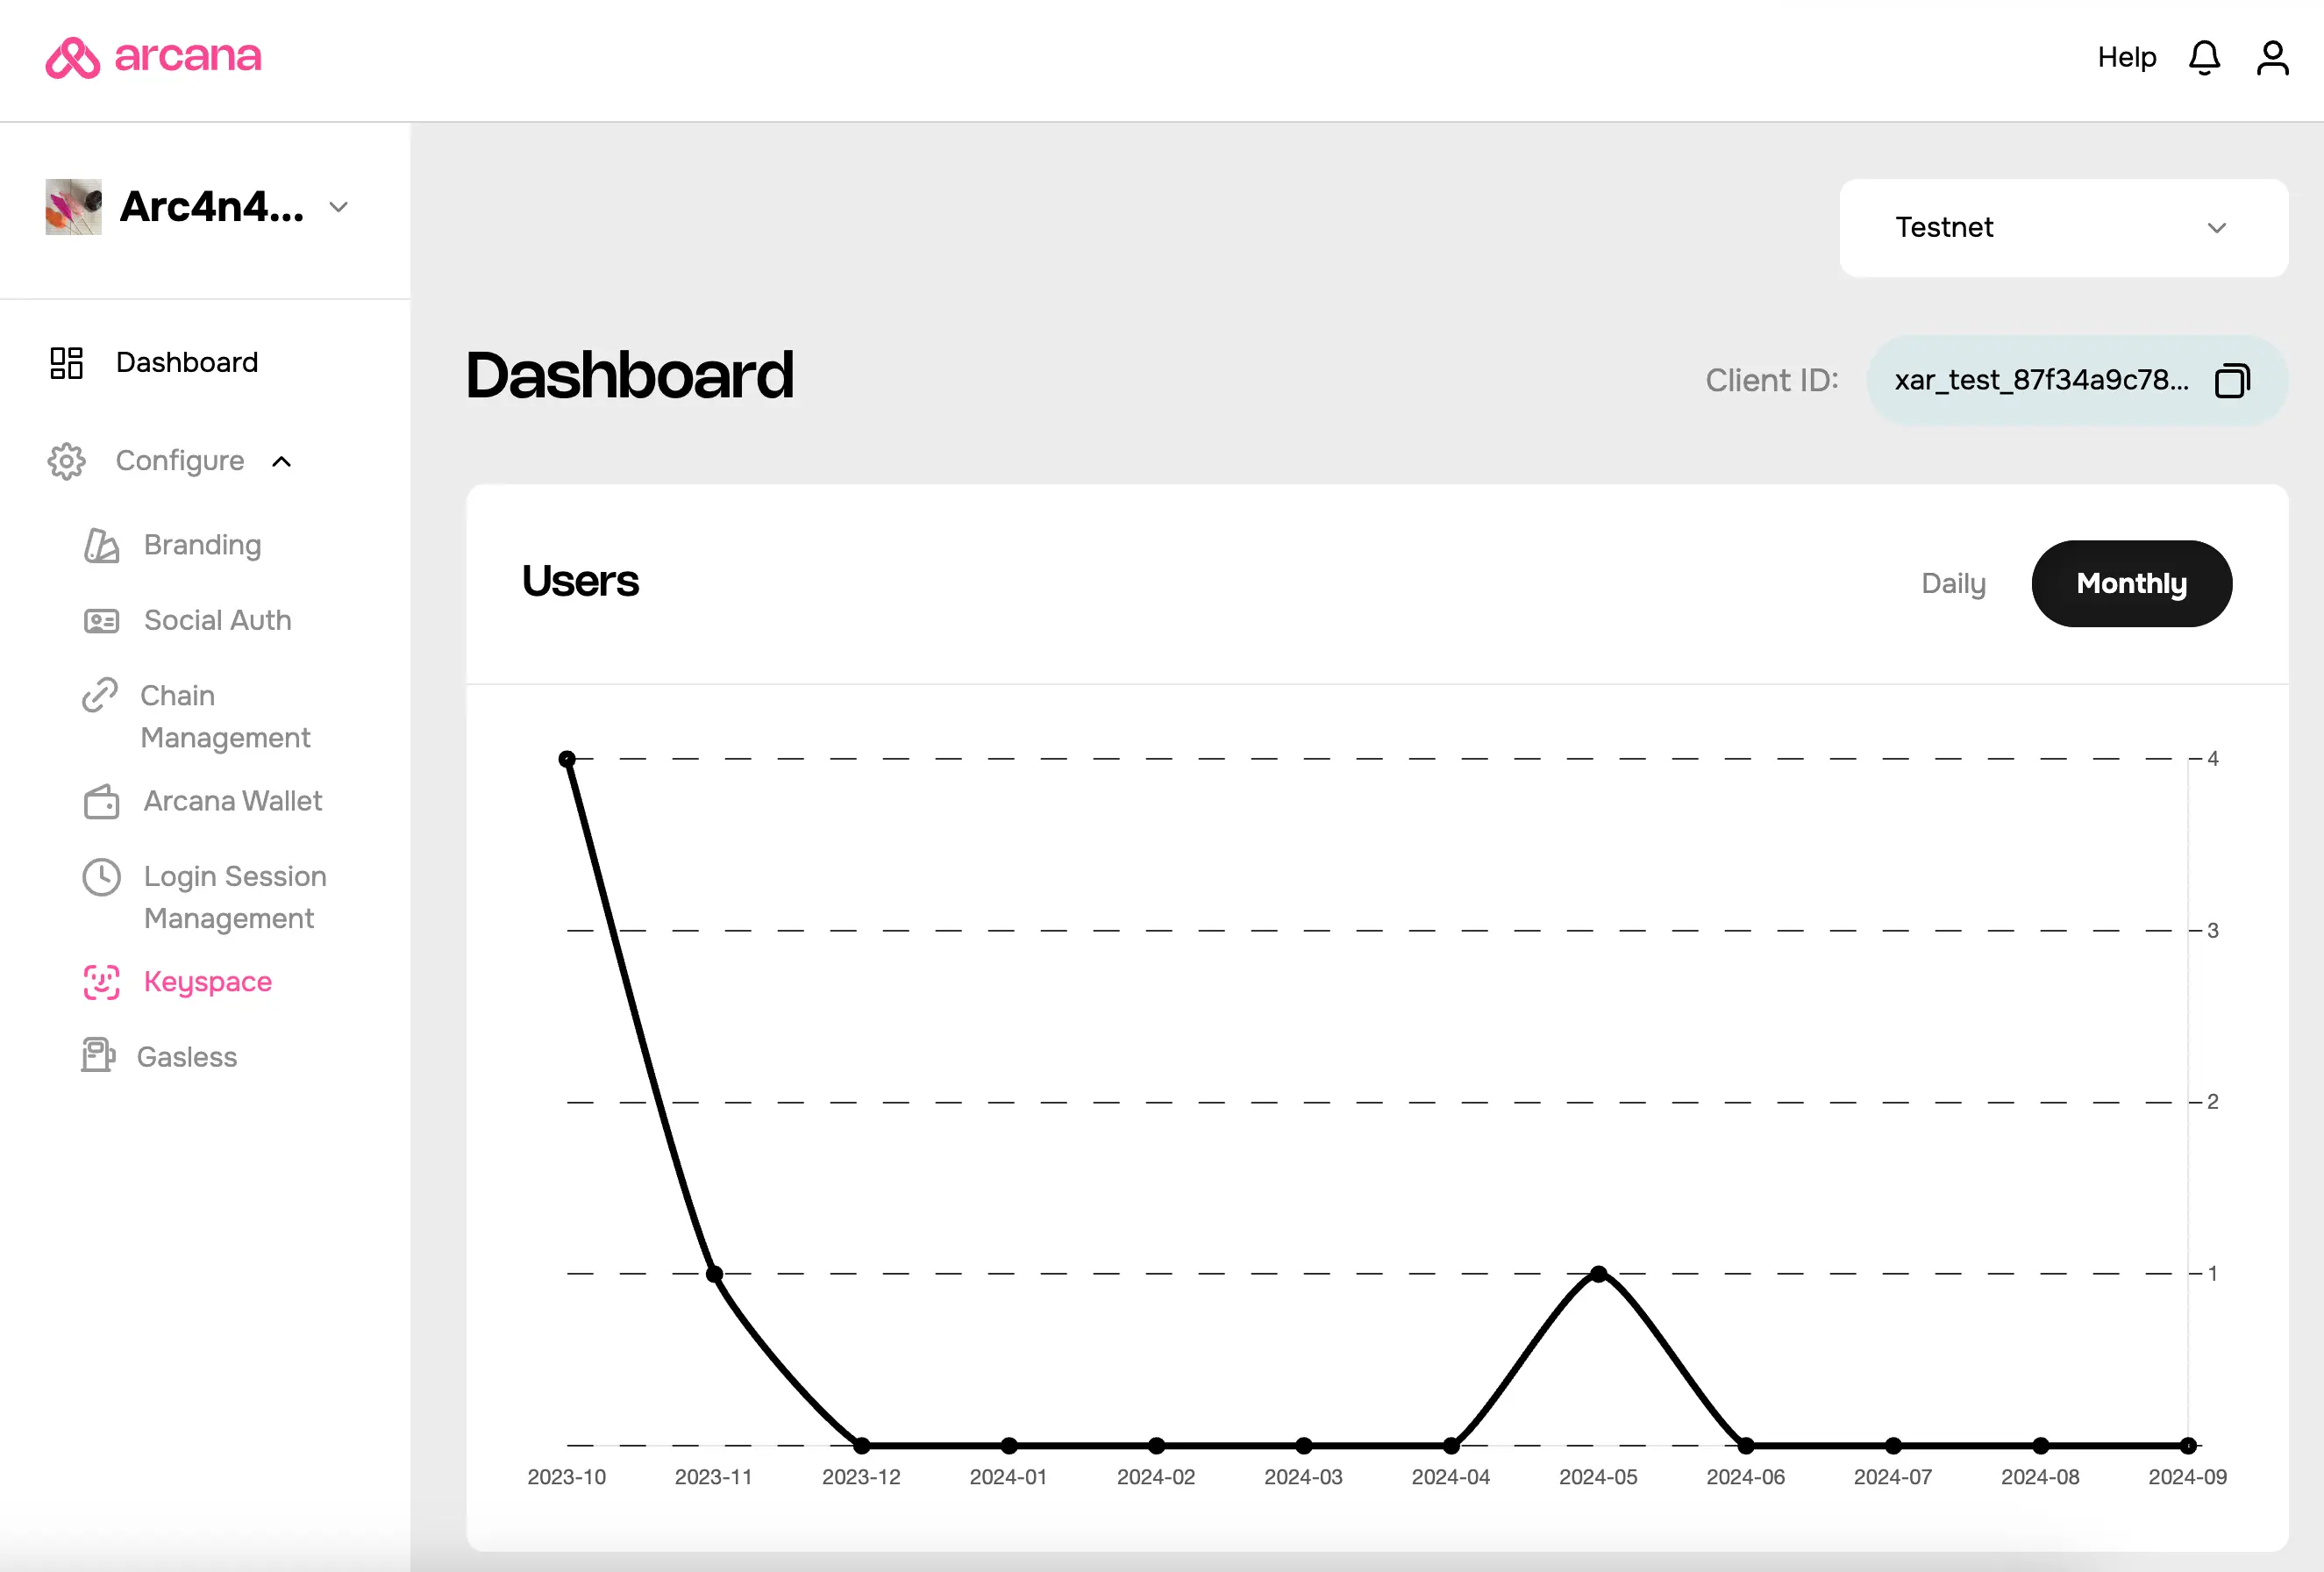 arcana
Help
Arc4n4...
Testnet
Dashboard
Dashboard
Client ID:
xar_test_87f34a9c78...
Configure
Branding
Social Auth
Chain
Management
Arcana Wallet
Login Session
Management
Keyspace
Gasless
Users
Daily
Monthly
4
3
2
1
2023-10
2023-11
2023-12
2024-01
2024-02
2024-03
2024-04
2024-05
2024-06
2024-07
2024-08
2024-09